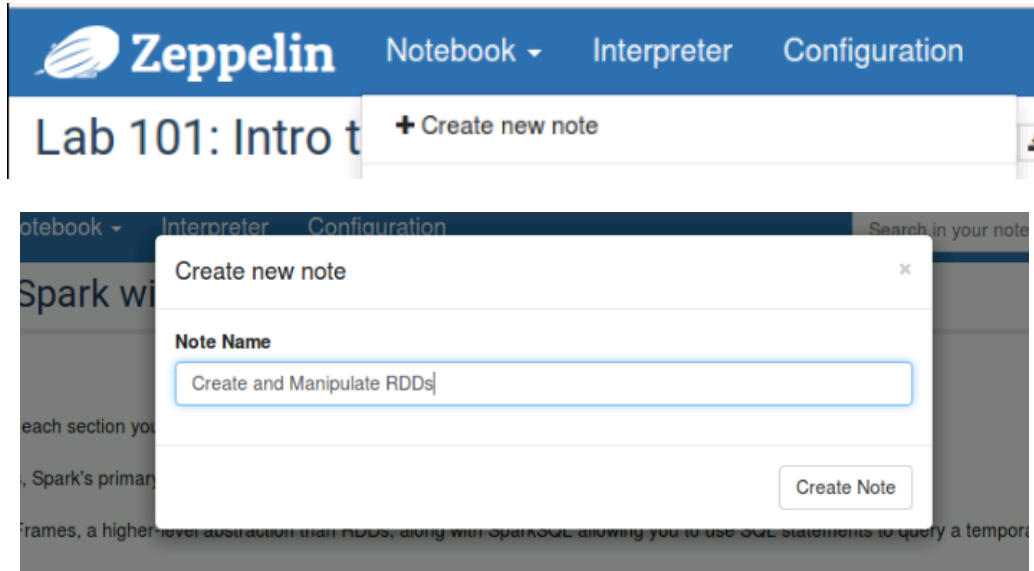 Zeppelin Notebook Interpreter Configuration
Lab 101: Intro t
+ Create new note
otebook Interpreter Configuration Search in your note
Create new note ×
Spark wi
Note Name
Create and Manipulate RDDs
each section you
, Spark's primary
Create Note
Frames, a higher-level abstraction than RDDs, along with SparkSQL allowing you to use SQL statements to query a tempora